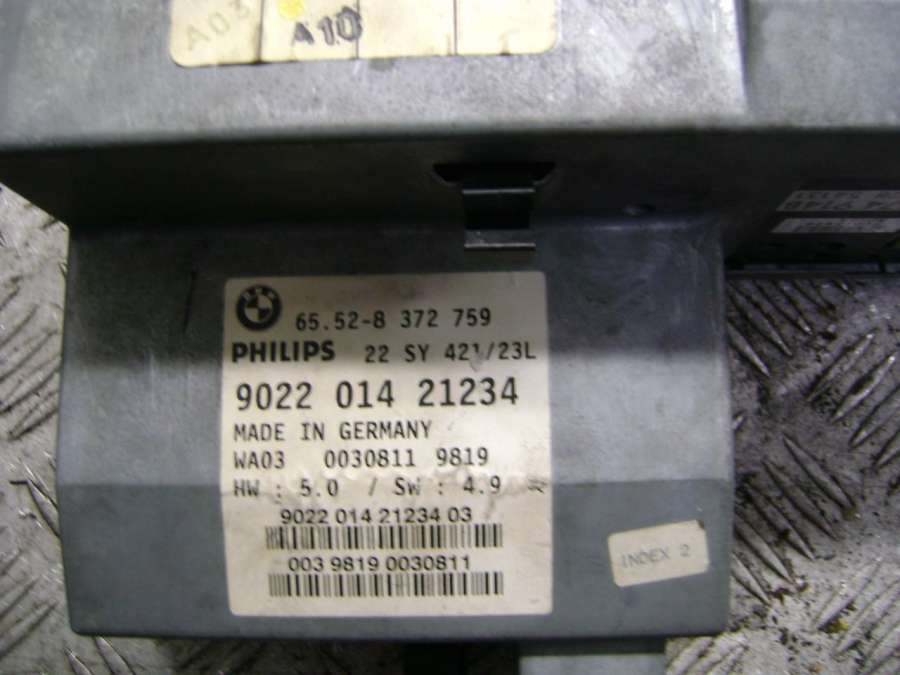 A03
A10
65.52-8 372 759
PHILIPS 22 SY 421/23L
9022 014 21234
MADE IN GERMANY
WA03 0030811 9819
HW : 5.0 / SW : 4.9
9022 014 21234 03
003 9819 0030811
INDEX 2